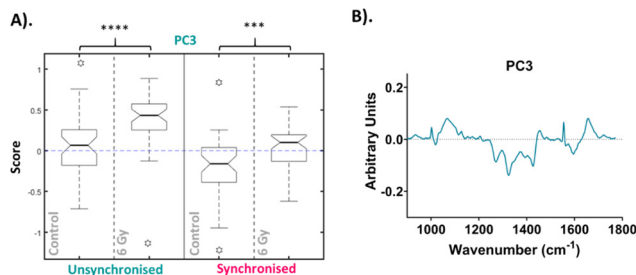 A).
B).
****
***
PC3
PC3
Score
1
0.5
0
-0.5
-1
Control
6 Gy
Control
6 Gy
Unsynchronised
Synchronised
Arbitrary Units
0.2
0.0
-0.2
1000
1200
1400
1600
1800
Wavenumber (cm⁻¹)